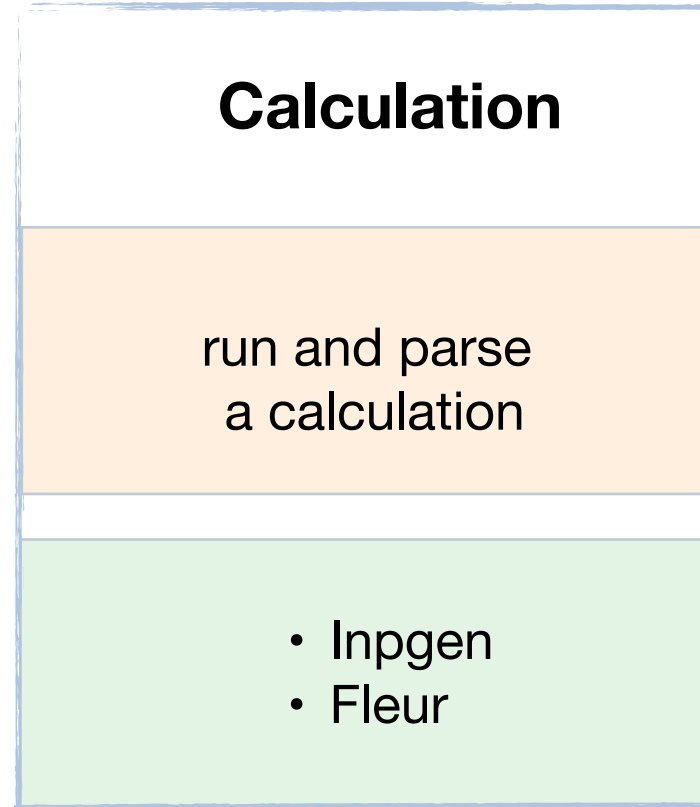 Calculation
run and parse
a calculation
• Inpgen
• Fleur